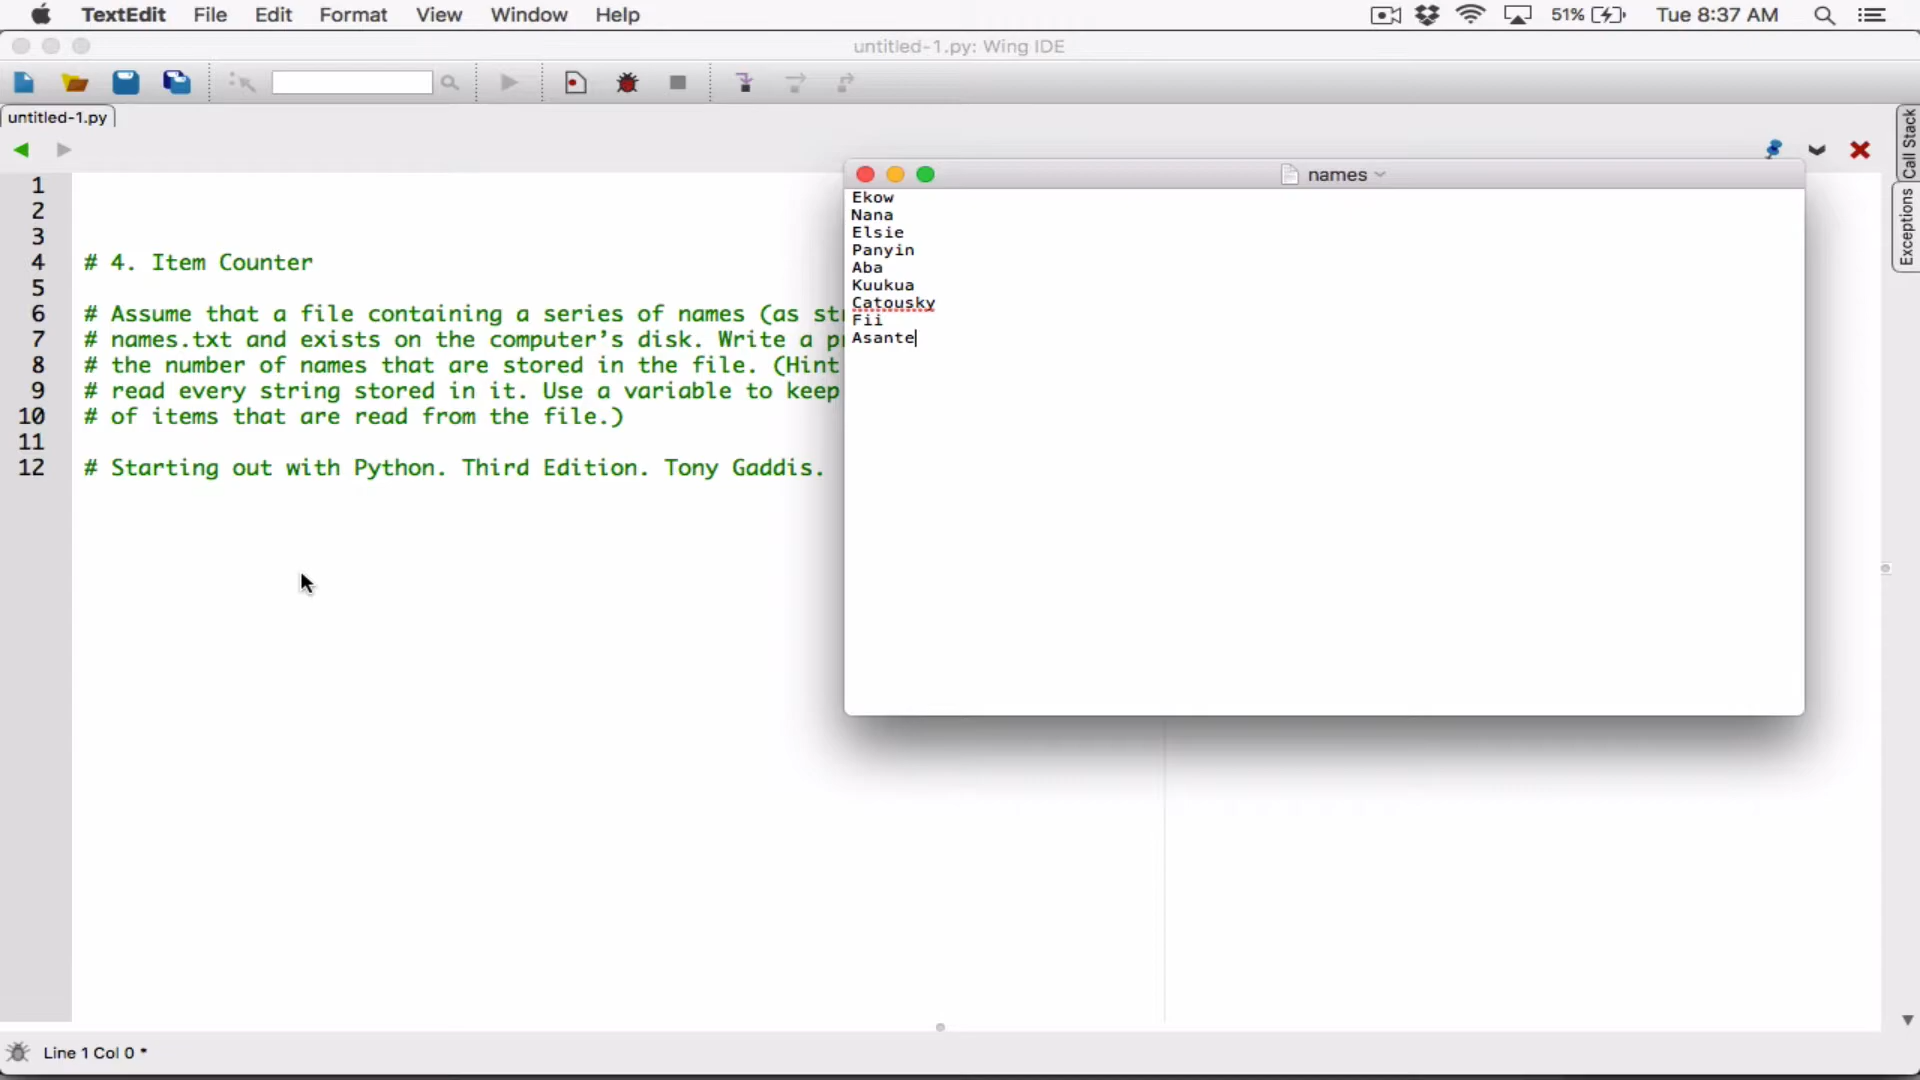 TextEdit File Edit Format View Window Help 51% Tue 8:37 AM
untitled-1.py: Wing IDE
untitled-1.py
names
Call Stack
Exceptions
1
2
3
4 # 4. Item Counter
5
6 # Assume that a file containing a series of names (as st
7 # names.txt and exists on the computer’s disk. Write a p
8 # the number of names that are stored in the file. (Hint
9 # read every string stored in it. Use a variable to keep
10 # of items that are read from the file.)
11
12 # Starting out with Python. Third Edition. Tony Gaddis.
Ekow
Nana
Elsie
Panyin
Aba
Kuukua
Catousky
Fii
Asante
Line 1 Col 0 *